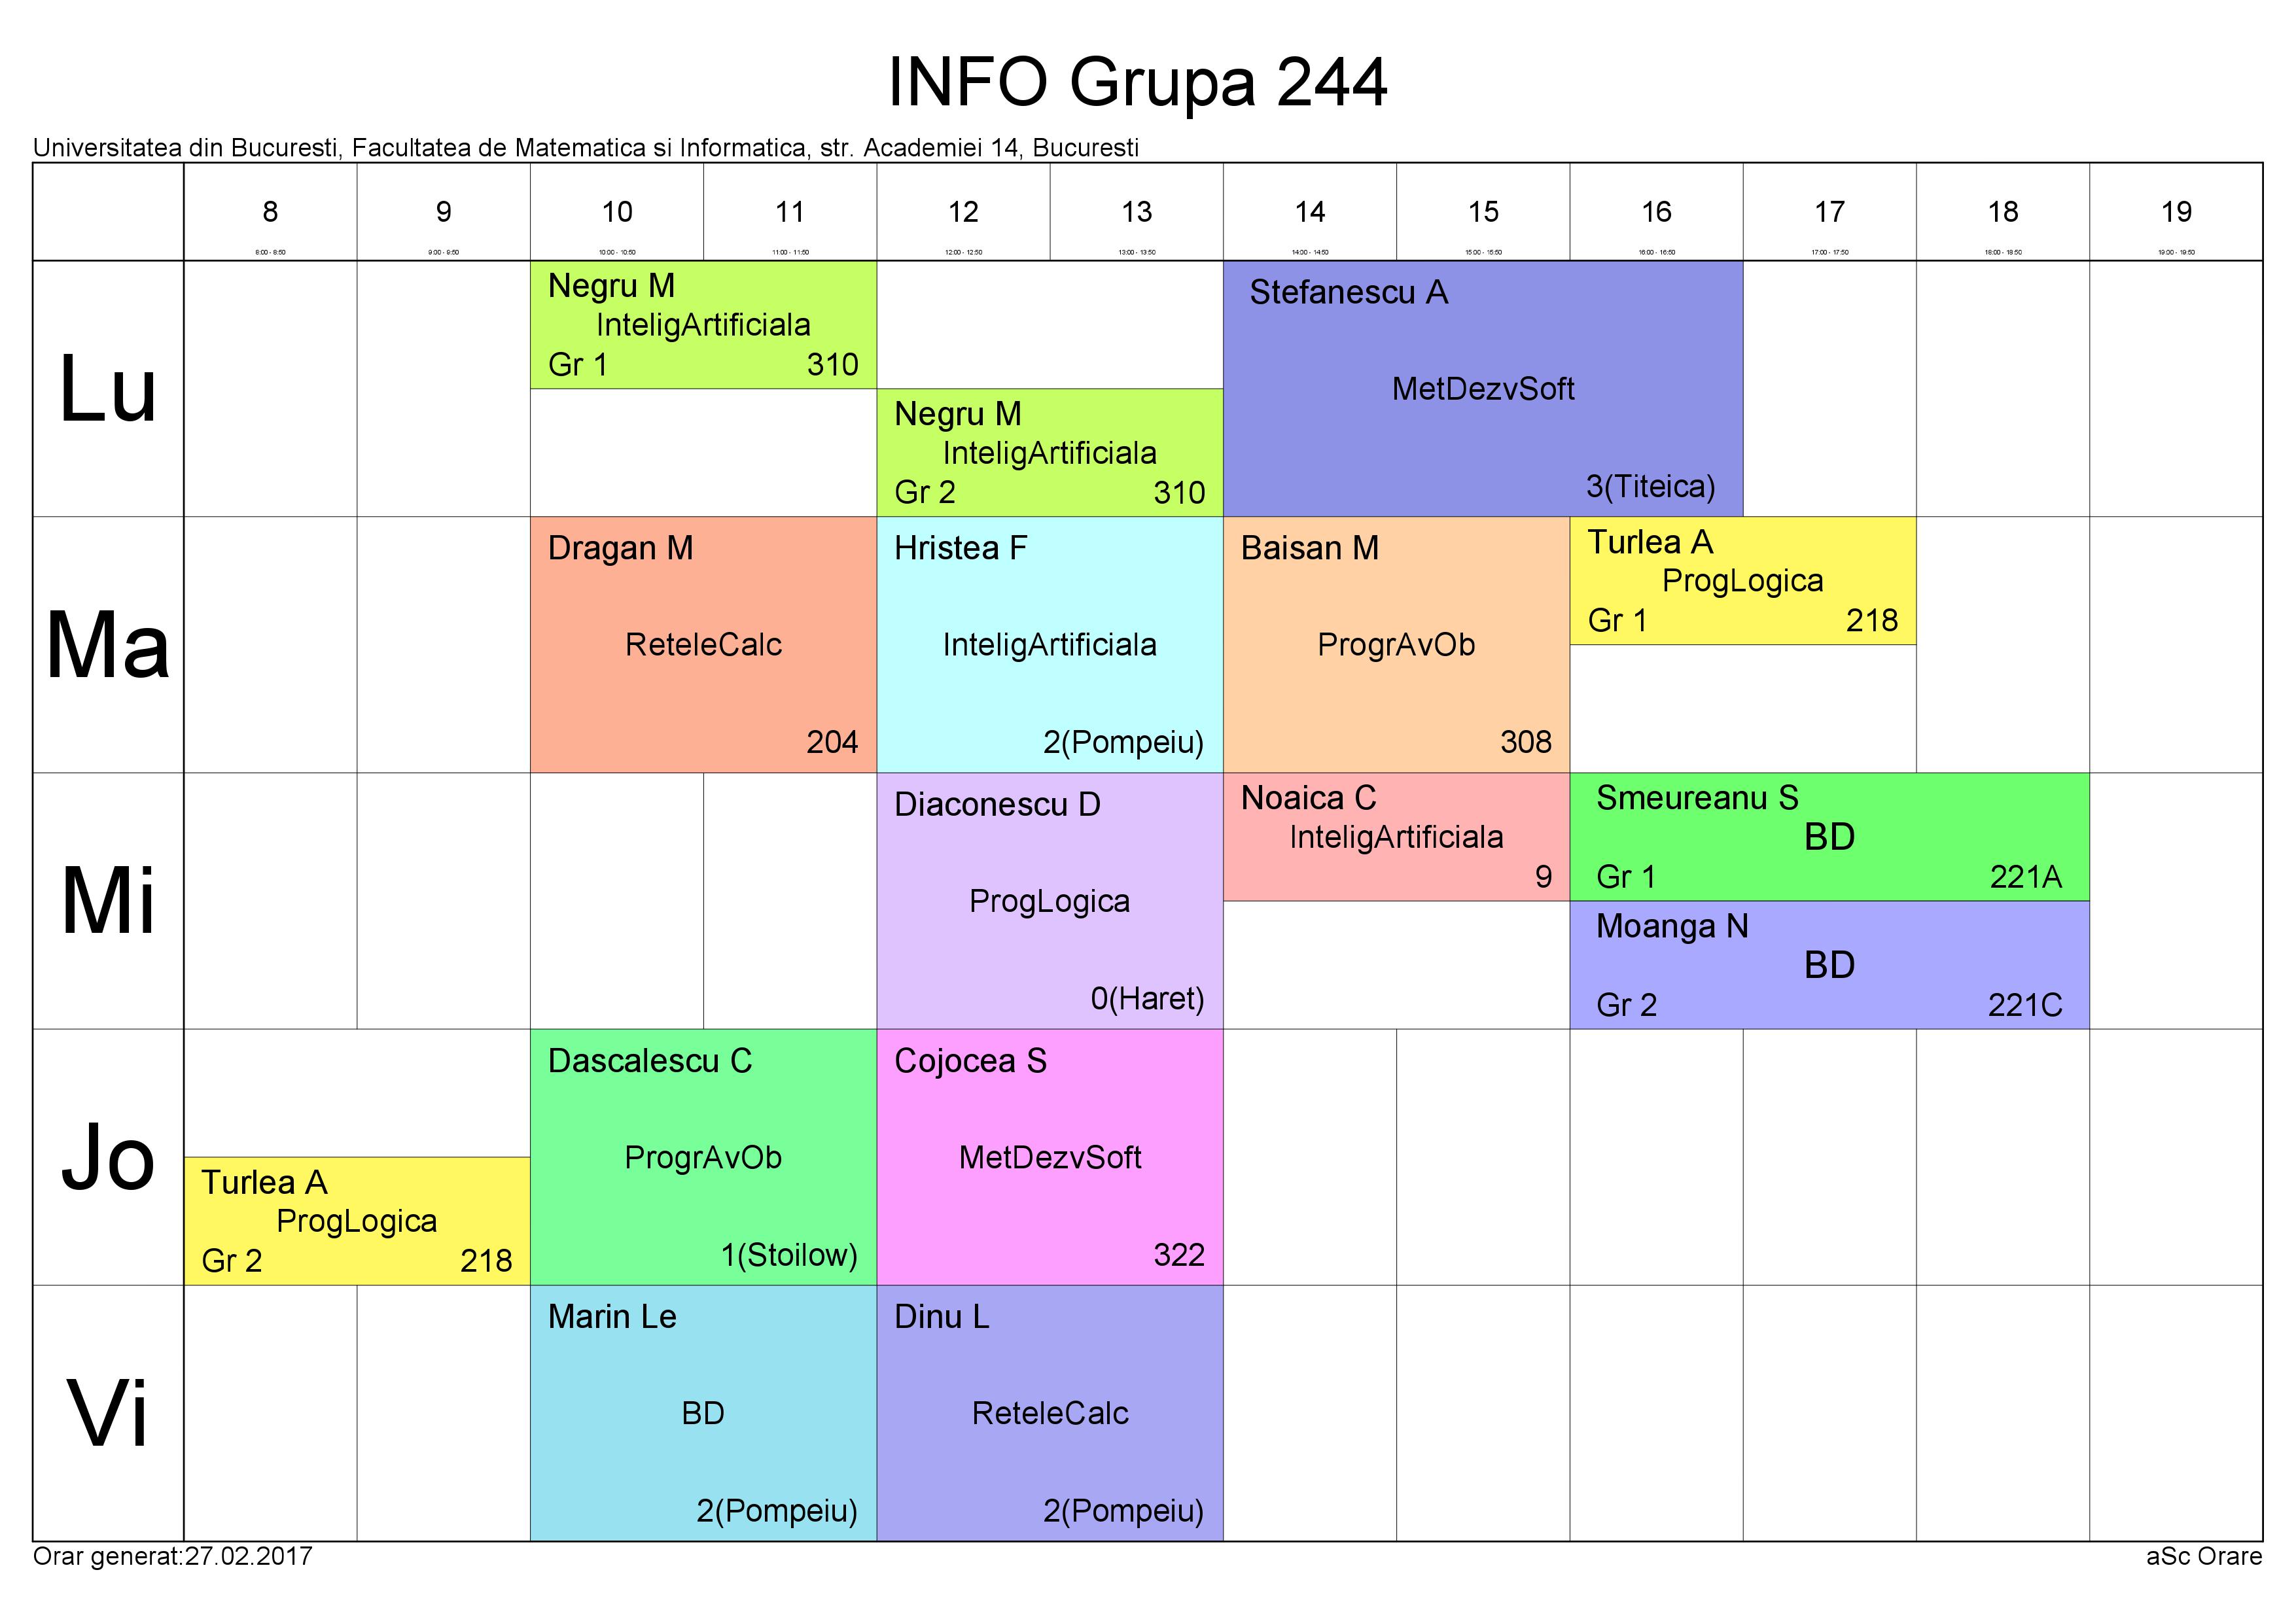 INFO Grupa 244
Universitatea din Bucuresti, Facultatea de Matematica si Informatica, str. Academiei 14, Bucuresti
8 9 10 11 12 13 14 15 16 17 18 19
8:00 - 8:50 9:00 - 9:50 10:00 - 10:50 11:00 - 11:50 12:00 - 12:50 13:00 - 13:50 14:00 - 14:50 15:00 - 15:50 16:00 - 16:50 17:00 - 17:50 18:00 - 18:50 19:00 - 19:50
Lu
Negru M
InteligArtificiala
Gr 1 310
Negru M
InteligArtificiala
Gr 2 310
Stefanescu A
MetDezvSoft
3(Titeica)
Ma
Dragan M
ReteleCalc
204
Hristea F
InteligArtificiala
2(Pompeiu)
Baisan M
ProgrAvOb
308
Turlea A
ProgLogica
Gr 1 218
Mi
Diaconescu D
ProgLogica
0(Haret)
Noaica C
InteligArtificiala
9
Smeureanu S
BD
Gr 1 221A
Moanga N
BD
Gr 2 221C
Jo
Turlea A
ProgLogica
Gr 2 218
Dascalescu C
ProgrAvOb
1(Stoilow)
Cojocea S
MetDezvSoft
322
Vi
Marin Le
BD
2(Pompeiu)
Dinu L
ReteleCalc
2(Pompeiu)
Orar generat:27.02.2017
aSc Orare